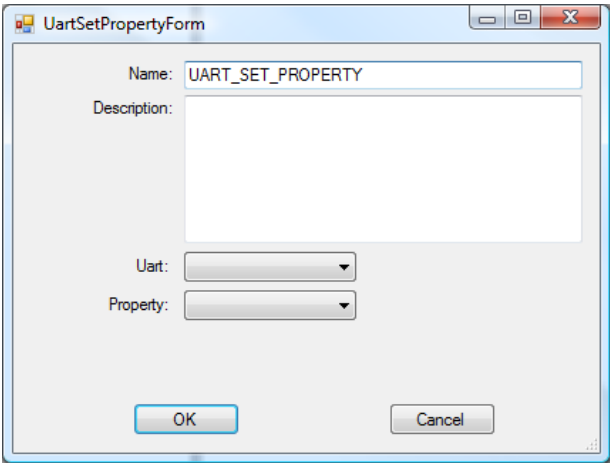 UartSetPropertyForm
Name: UART_SET_PROPERTY
Description:
Uart:
Property:
OK Cancel